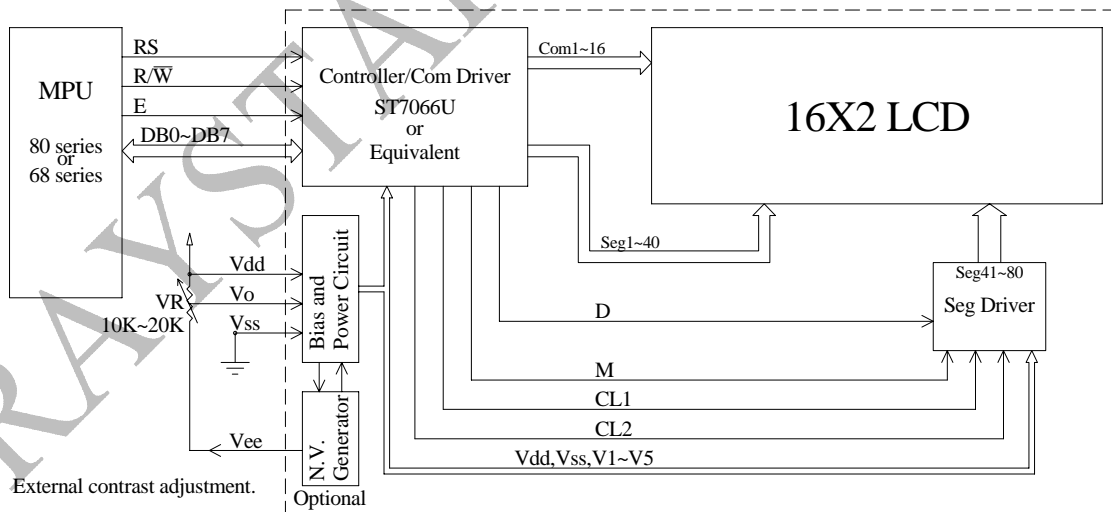 MPU
80 series
or
68 series
RS
R/W̅
E
DB0~DB7
Controller/Com Driver
ST7066U
or
Equivalent
Com1~16
16X2 LCD
Seg1~40
Seg41~80
Seg Driver
Vdd
Vo
Vss
VR
10K~20K
Bias and
Power Circuit
D
M
CL1
CL2
Vdd,Vss,V1~V5
Vee
N.V.
Generator
Optional
External contrast adjustment.
RAYSTA